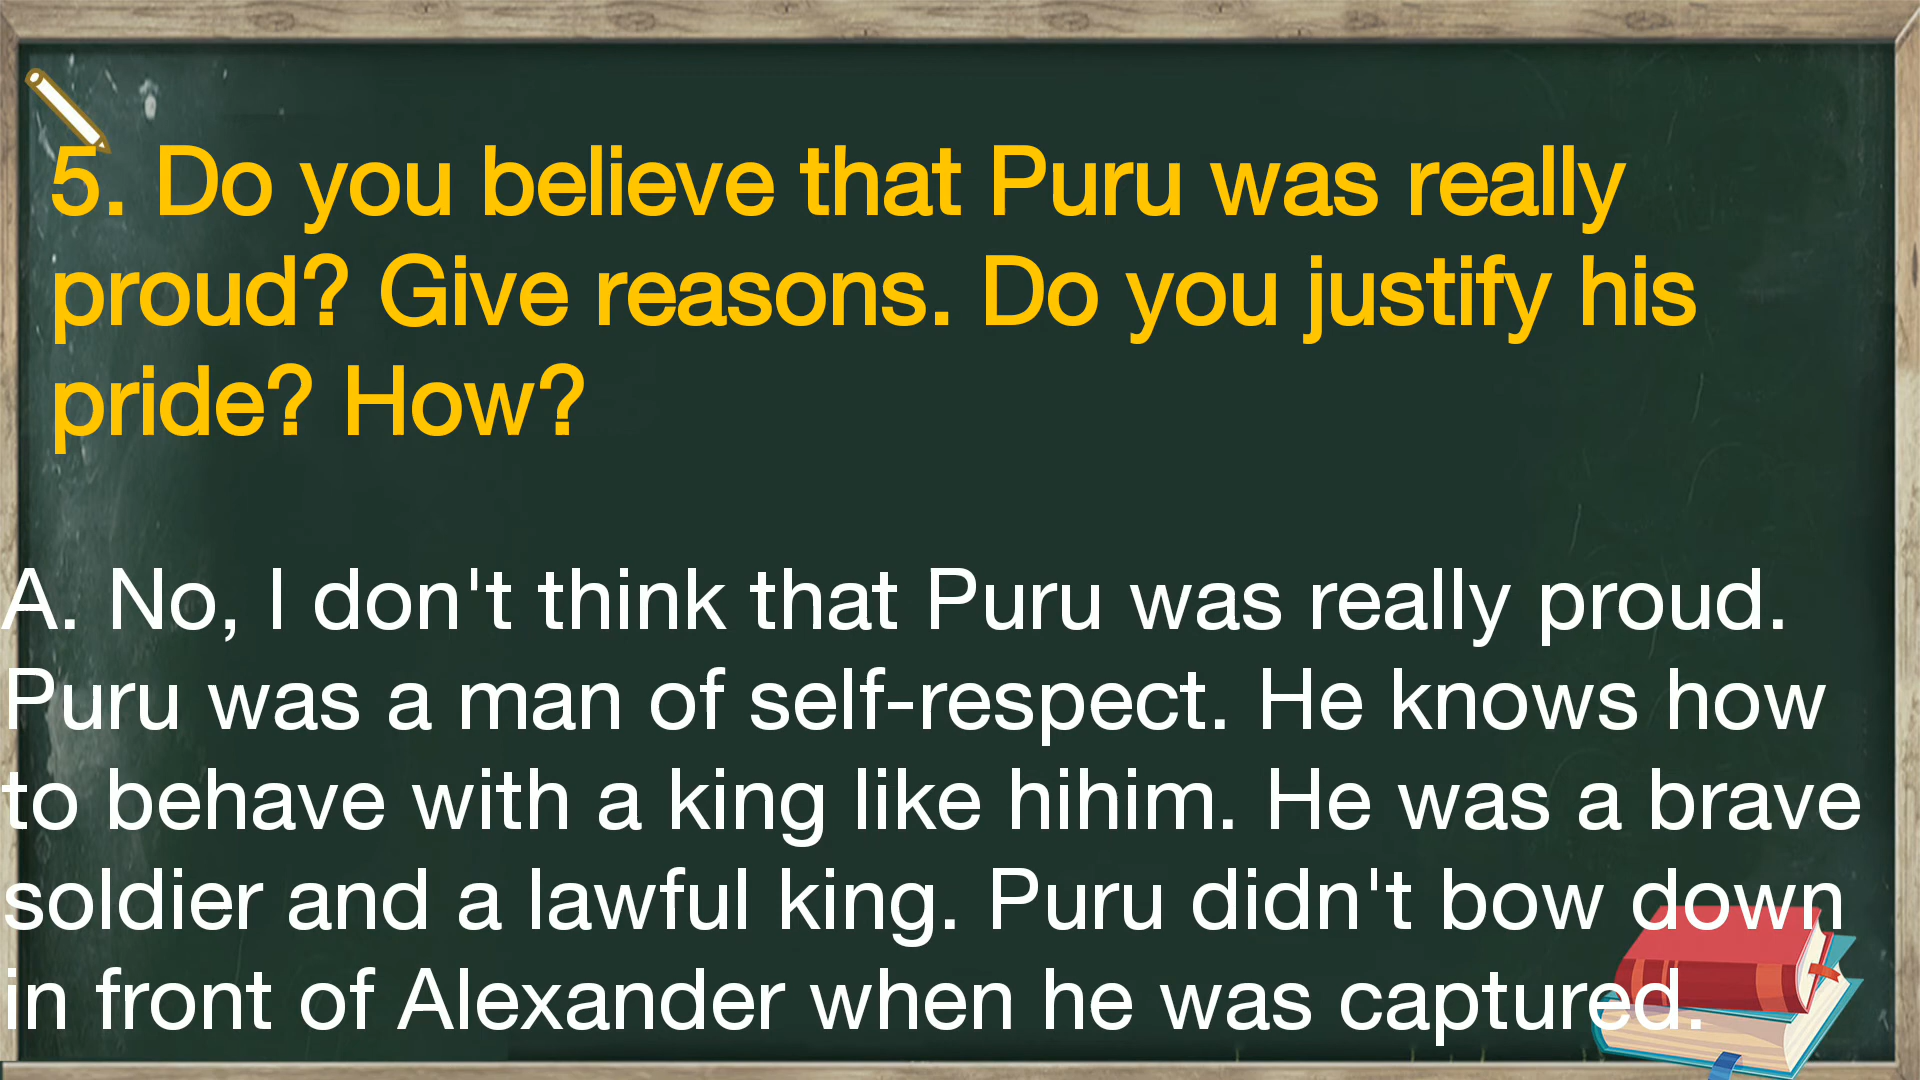 5. Do you believe that Puru was really
proud? Give reasons. Do you justify his
pride? How?
A. No, I don't think that Puru was really proud.
Puru was a man of self-respect. He knows how
to behave with a king like hihim. He was a brave
soldier and a lawful king. Puru didn't bow down
in front of Alexander when he was captured.